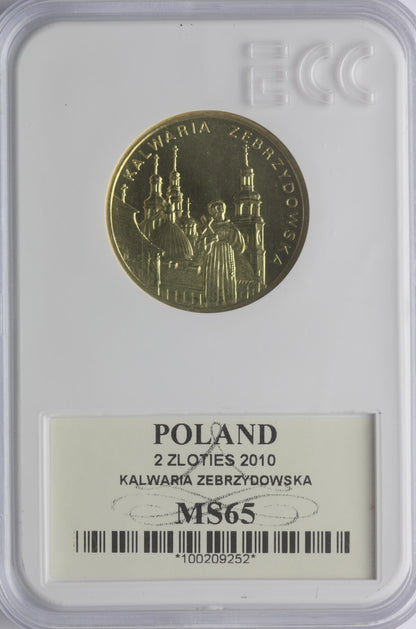 ECC
KALWARIA ZEBRZYDOWSKA
POLAND
2 ZLOTIES 2010
KALWARIA ZEBRZYDOWSKA
MS65
*100209252*